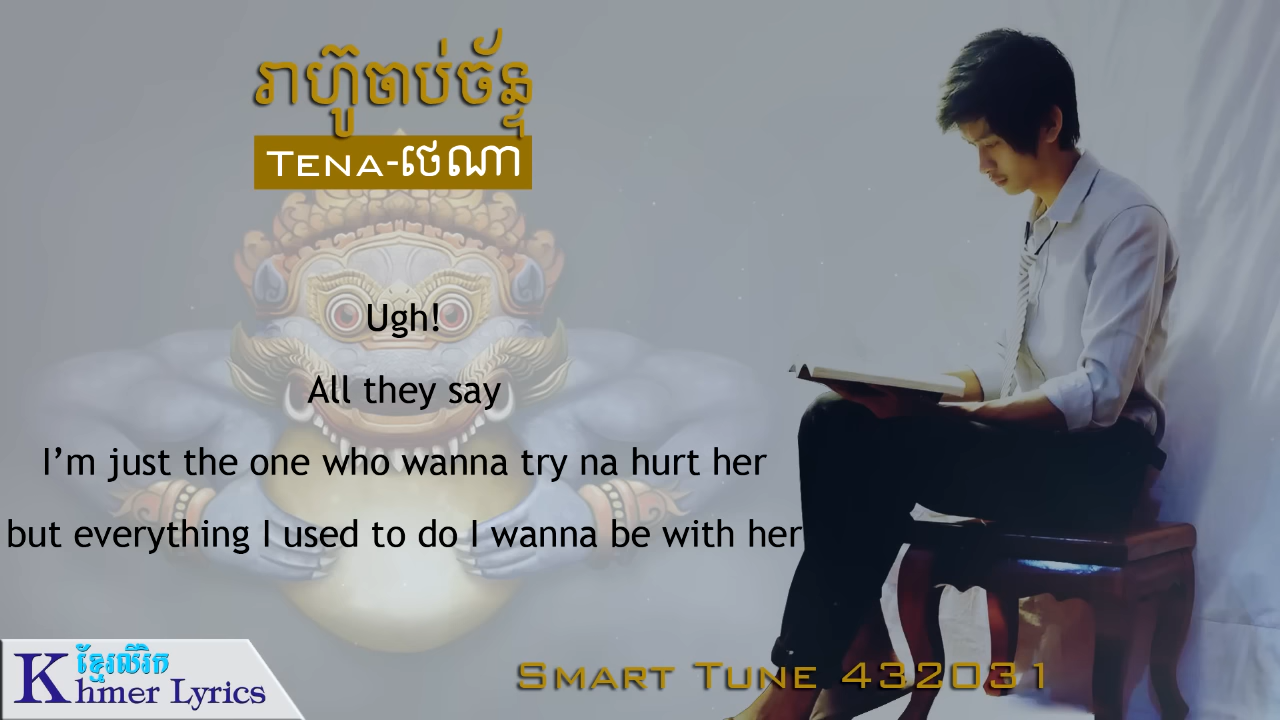 រាហ៊ូចាប់ច័ន្ទ
TENA-ថេណា
Ugh!
All they say
I'm just the one who wanna try na hurt her
but everything I used to do I wanna be with her
ខ្មែរលីរិក
Khmer Lyrics
SMART TUNE 432031